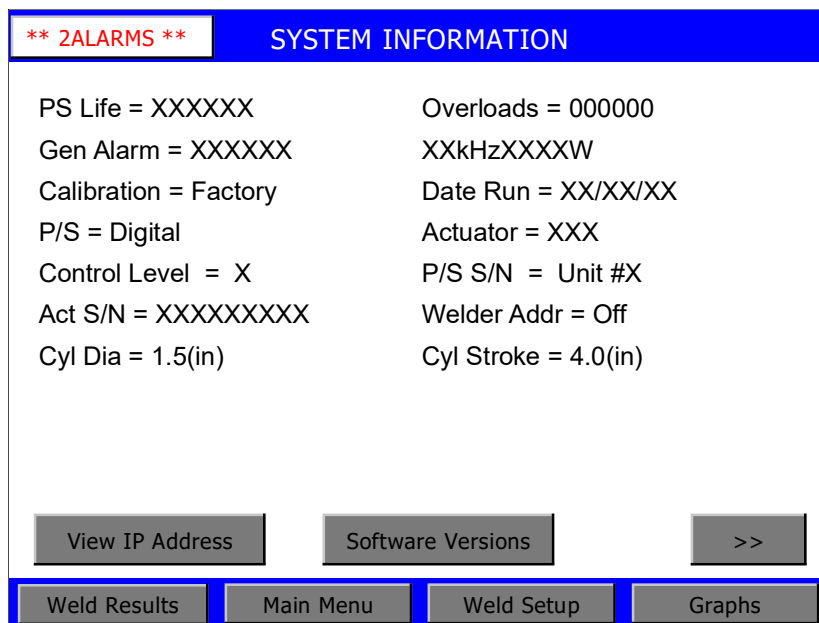 ** 2ALARMS **
SYSTEM INFORMATION
PS Life = XXXXXX
Overloads = 000000
Gen Alarm = XXXXXX
XXkHzXXXXW
Calibration = Factory
Date Run = XX/XX/XX
P/S = Digital
Actuator = XXX
Control Level  = X
P/S S/N  =  Unit #X
Act S/N = XXXXXXXXX
Welder Addr = Off
Cyl Dia = 1.5(in)
Cyl Stroke = 4.0(in)
View IP Address
Software Versions
>>
Weld Results
Main Menu
Weld Setup
Graphs